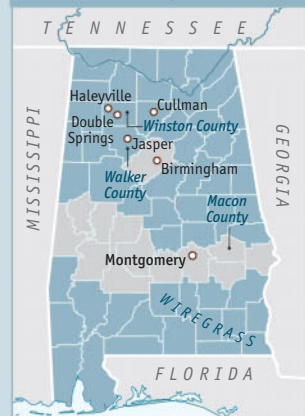 TENNESSEE
MISSISSIPPI
GEORGIA
Haleyville
Cullman
Double
Springs
Winston County
Jasper
Walker
County
Birmingham
Macon
County
Montgomery
WIREGRASS
FLORIDA